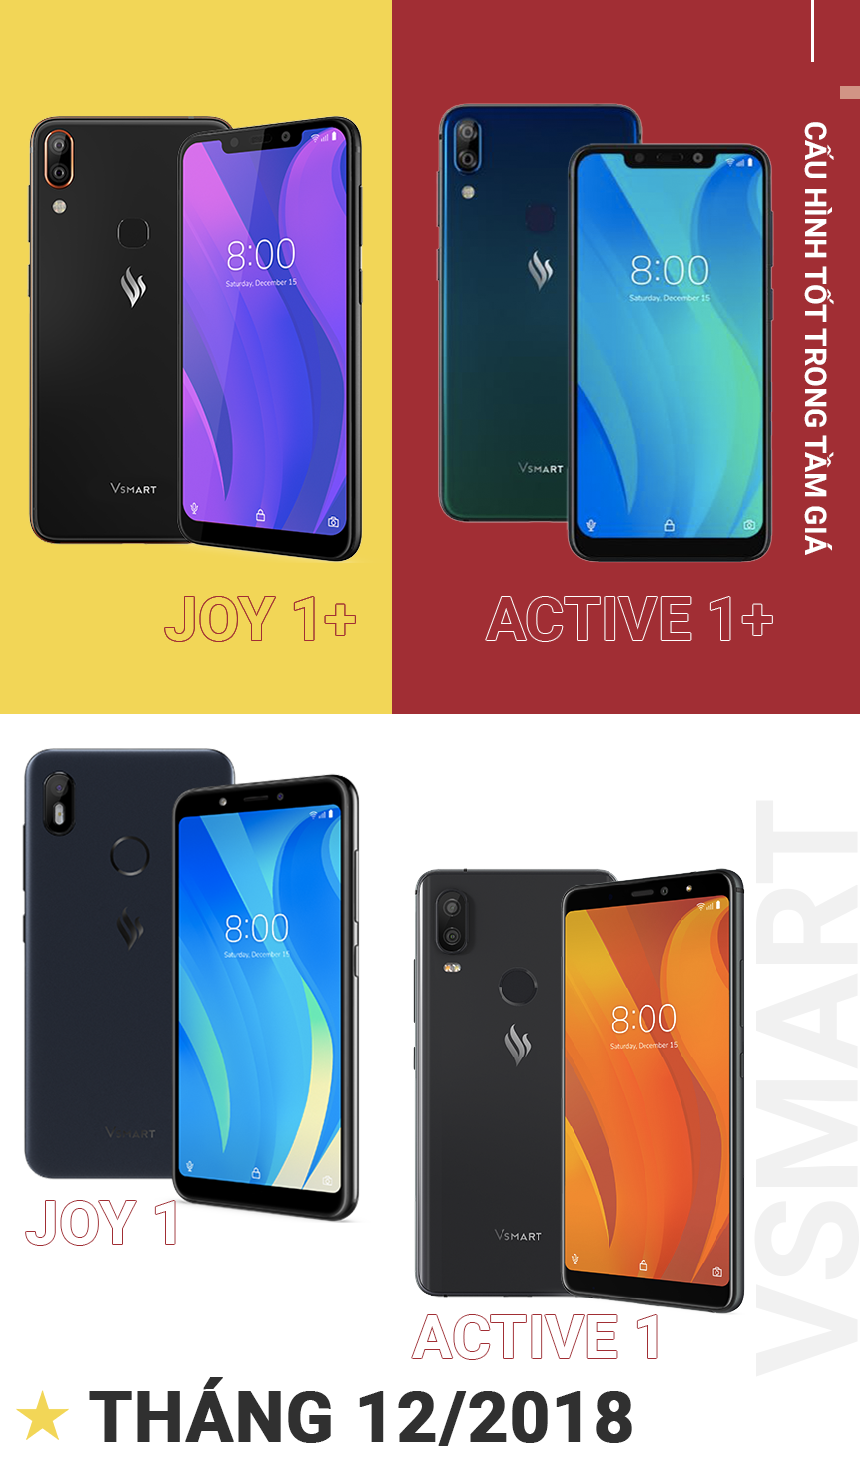 CẤU HÌNH TỐT TRONG TẦM GIÁ
8:00
Saturday, December 15
VSMART
JOY 1+
8:00
Saturday, December 15
VSMART
ACTIVE 1+
8:00
Saturday, December 15
VSMART
JOY 1
8:00
Saturday, December 15
VSMART
ACTIVE 1
VSMART
THÁNG 12/2018